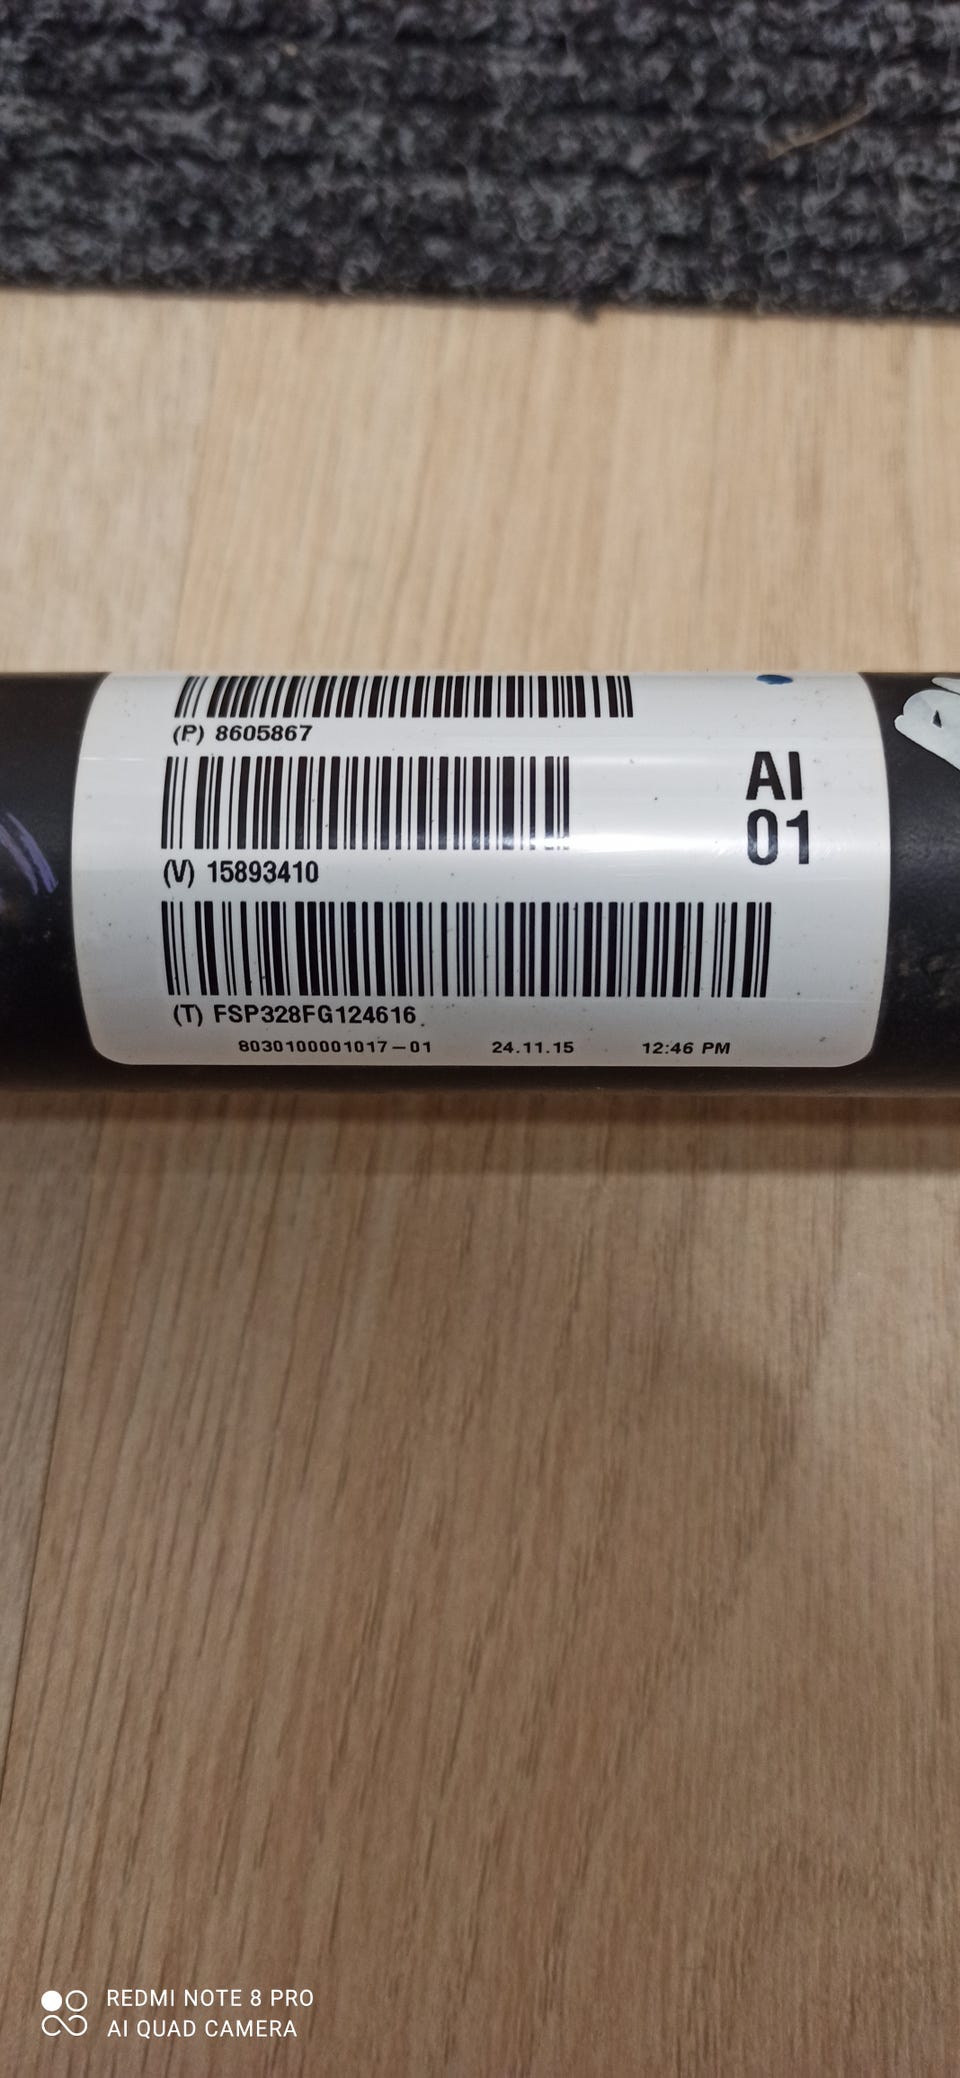 (P) 8605867
(V) 15893410
AI
01
(T) FSP328FG124616
8030100001017-01 24.11.15 12:46 PM
REDMI NOTE 8 PRO
AI QUAD CAMERA